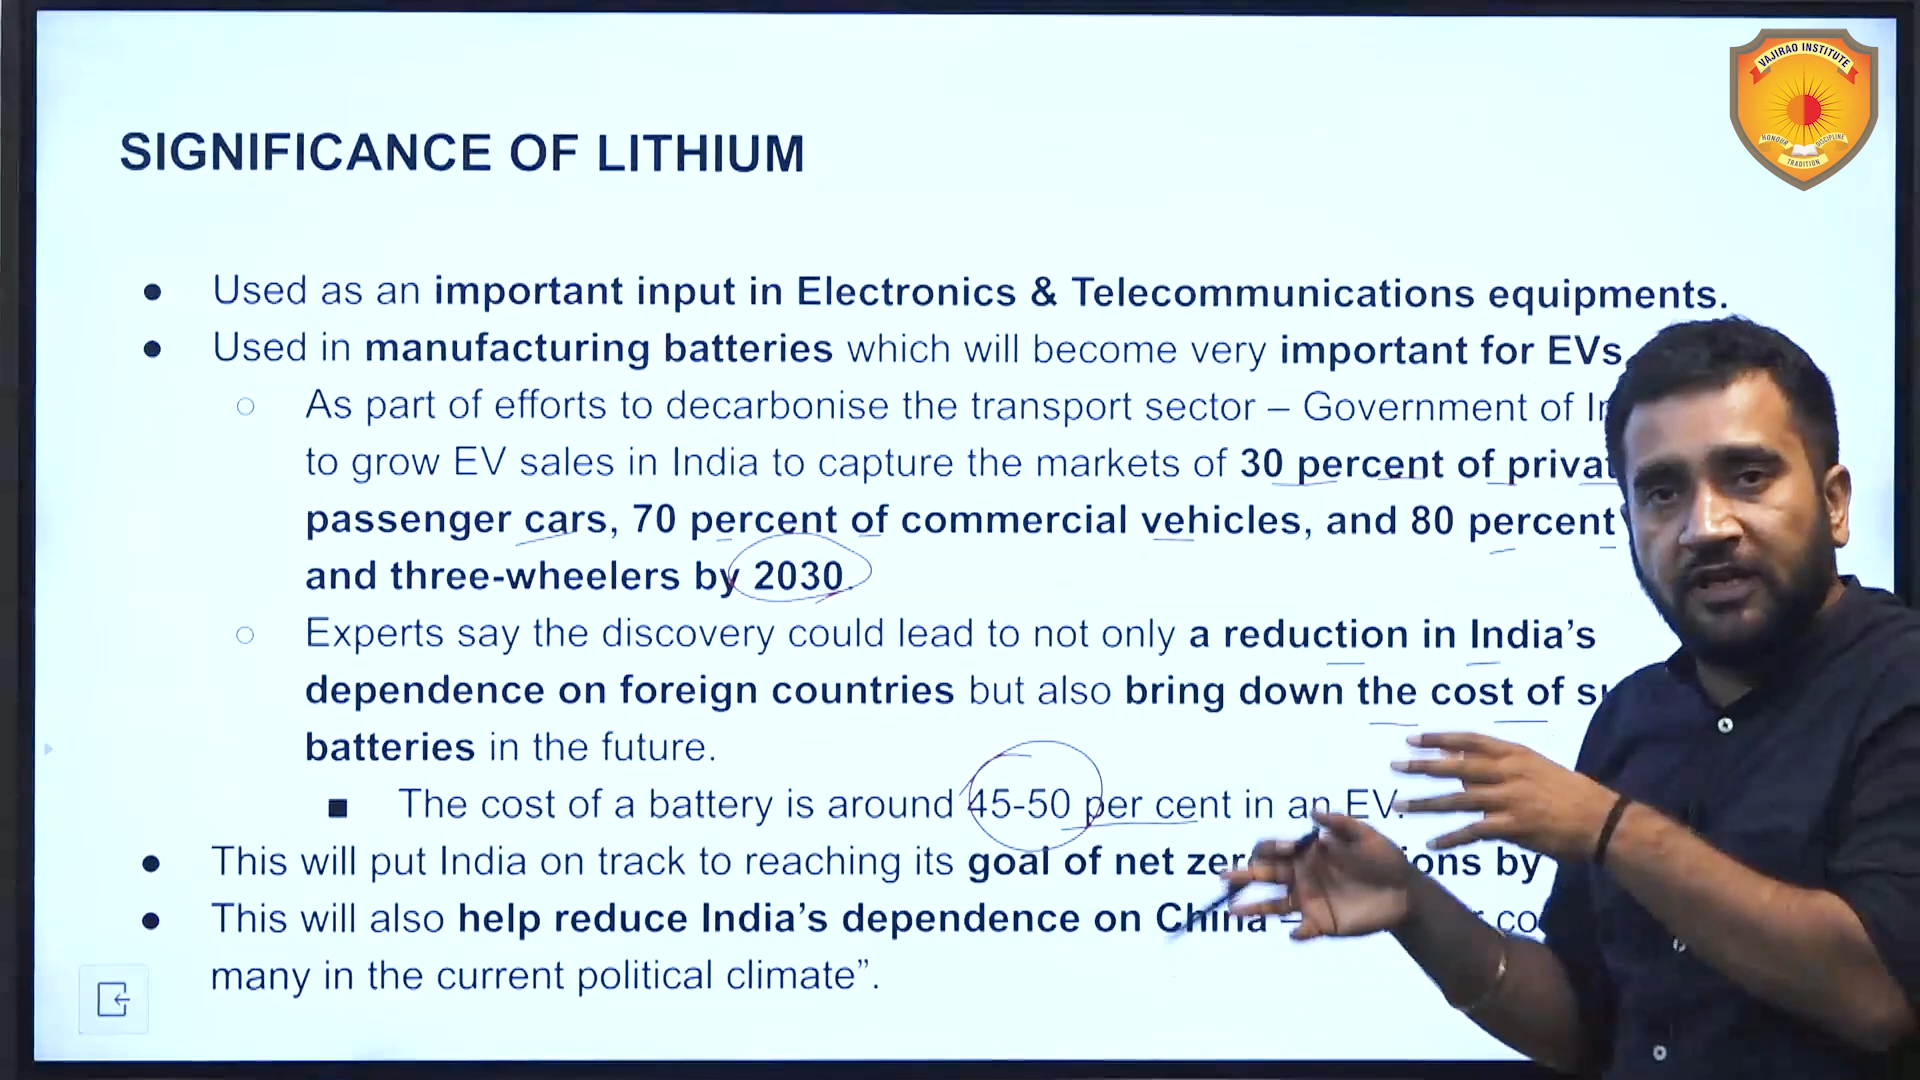 VAJIRAO INSTITUTE
HONOUR
DISCIPLINE
TRADITION
SIGNIFICANCE OF LITHIUM
● Used as an important input in Electronics & Telecommunications equipments.
● Used in manufacturing batteries which will become very important for EVs
○ As part of efforts to decarbonise the transport sector – Government of
to grow EV sales in India to capture the markets of 30 percent of
passenger cars, 70 percent of commercial vehicles, and 80 percent
and three-wheelers by 2030.
○ Experts say the discovery could lead to not only a reduction in India's
dependence on foreign countries but also bring down the cost of
batteries in the future.
■ The cost of a battery is around 45-50 per cent in an EV.
● This will put India on track to reaching its goal of net by
● This will also help reduce India's dependence on China –
many in the current political climate”.